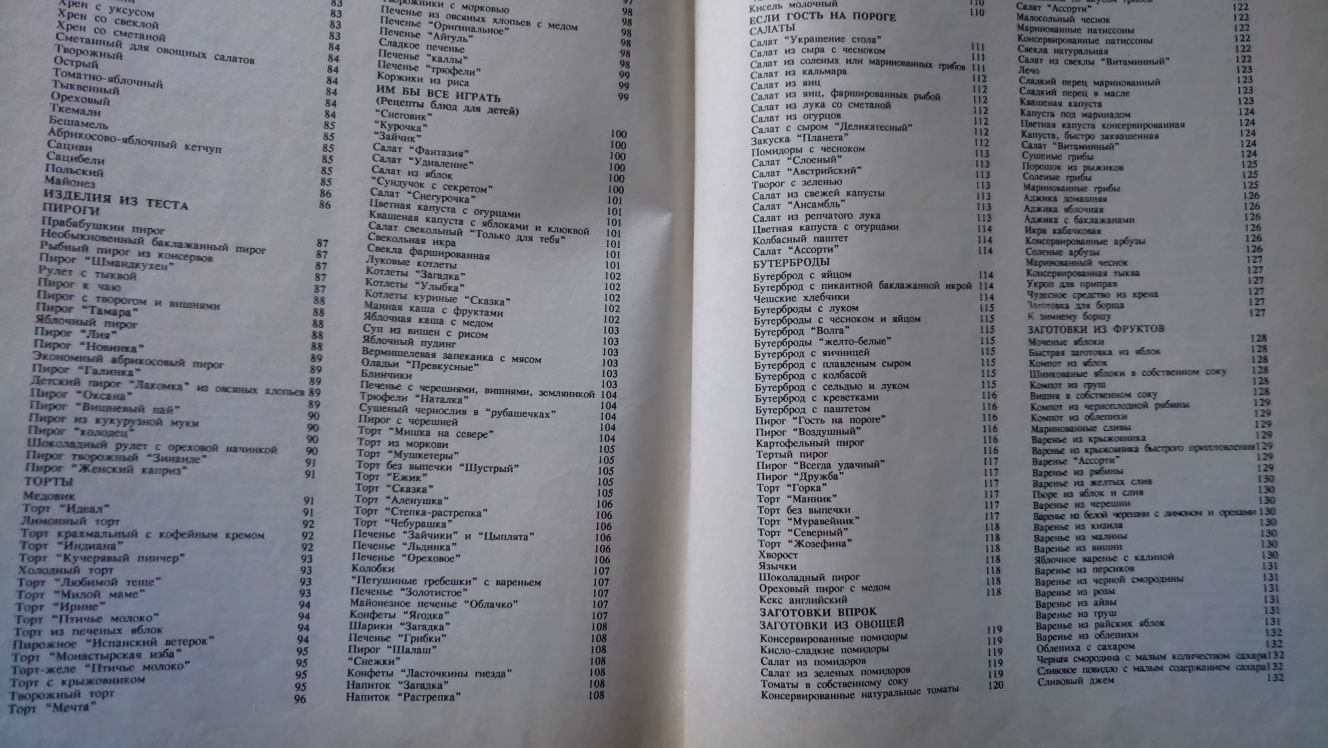 Хрен с уксусом 83
Хрен со свеклой 83
Хрен со сметаной 83
Сметанный для овощных салатов 84
Творожный 84
Острый 84
Томатно-яблочный 84
Тыквенный 84
Ореховый 84
Ткемали 85
Бешамель 85
Абрикосово-яблочный кетчуп 85
Сациви 85
Сацибели 85
Польский 86
Майонез 86
ИЗДЕЛИЯ ИЗ ТЕСТА
ПИРОГИ
Прабабушкин пирог 87
Необыкновенный баклажанный пирог 87
Рыбный пирог из консервов 87
Пирог "Шмандкухен" 87
Рулет с тыквой 87
Пирог к чаю 88
Пирог с творогом и вишнями 88
Пирог "Тамара" 88
Яблочный пирог 88
Пирог "Лия" 88
Пирог "Новинка" 89
Экономный абрикосовый пирог 89
Пирог "Галинка" 89
Детский пирог "Лакомка" из овсяных хлопьев 89
Пирог "Оксана" 89
Пирог "Вишневый пай" 90
Пирог из кукурузной муки 90
Пирог "колодец" 90
Шоколадный рулет с ореховой начинкой 90
Пирог творожный "Зинаиде" 91
Пирог "Женский каприз" 91
ТОРТЫ
Медовик 91
Торт "Идеал" 91
Лимонный торт 92
Торт крахмальный с кофейным кремом 92
Торт "Индиана" 92
Торт "Кучерявый пинчер" 93
Холодный торт 93
Торт "Любимой теще" 93
Торт "Милой маме" 93
Торт "Ирине" 94
Торт "Птичье молоко" 94
Торт из печеных яблок 94
Пирожное "Испанский ветерок" 94
Торт "Монастырская изба" 95
Торт-желе "Птичье молоко" 95
Торт с крыжовником 95
Творожный торт 95
Торт "Мечта" 96
Творожники с морковью 97
Печенье из овсяных хлопьев с медом 98
Печенье "Оригинальное" 98
Печенье "Айгуль" 98
Сладкое печенье 98
Печенье "каллы" 98
Печенье "трюфели" 99
Коржики из риса 99
ИМ БЫ ВСЕ ИГРАТЬ
(Рецепты блюд для детей)
"Снеговик" 100
"Курочка" 100
"Зайчик" 100
Салат "Фантазия" 100
Салат "Удивление" 100
Салат из яблок 100
"Сундучок с секретом" 101
Салат "Снегурочка" 101
Цветная капуста с огурцами 101
Квашеная капуста с яблоками и клюквой 101
Салат свекольный "Только для тебя" 101
Свекольная икра 101
Свекла фаршированная 101
Луковые котлеты 102
Котлеты "Загадка" 102
Котлеты "Улыбка" 102
Котлеты куриные "Сказка" 102
Манная каша с фруктами 102
Яблочная каша с медом 103
Суп из вишен с рисом 103
Яблочный пудинг 103
Вермишелевая запеканка с мясом 103
Оладьи "Превкусные" 103
Блинчики 103
Печенье с черешнями, вишнями, земляникой 104
Трюфели "Наталка" 104
Сушеный чернослив в "рубашечках" 104
Пирог с черешней 104
Торт "Мишка на севере" 104
Торт из моркови 105
Торт "Мушкетеры" 105
Торт без выпечки "Шустрый" 105
Торт "Ежик" 105
Торт "Сказка" 105
Торт "Аленушка" 106
Торт "Степка-растрепка" 106
Торт "Чебурашка" 106
Печенье "Зайчики" и "Цыплята" 106
Печенье "Льдинка" 106
Печенье "Ореховое" 106
Колобки 107
"Петушиные гребешки" с вареньем 107
Печенье "Золотистое" 107
Майонезное печенье "Облачко" 107
Конфеты "Ягодка" 107
Шарики "Загадка" 108
Печенье "Грибки" 108
Пирог "Шалаш" 108
"Снежки" 108
Конфеты "Ласточкины гнезда" 108
Напиток "Загадка" 108
Напиток "Растрепка" 108
Кисель молочный 110
ЕСЛИ ГОСТЬ НА ПОРОГЕ 110
САЛАТЫ
Салат "Украшение стола" 111
Салат из сыра с чесноком 111
Салат из соленых или маринованных грибов 111
Салат из кальмара 112
Салат из яиц 112
Салат из яиц, фаршированных рыбой 112
Салат из лука со сметаной 112
Салат из огурцов 112
Салат с сыром "Деликатесный" 112
Закуска "Планета" 112
Помидоры с чесноком 113
Салат "Слоеный" 113
Салат "Австрийский" 113
Творог с зеленью 113
Салат из свежей капусты 113
Салат "Ансамбль" 113
Салат из репчатого лука 113
Цветная капуста с огурцами 114
Колбасный паштет 114
Салат "Ассорти" 114
БУТЕРБРОДЫ
Бутерброд с яйцом 114
Бутерброд с пикантной баклажанной икрой 114
Чешские хлебчики 114
Бутерброды с луком 115
Бутерброды с чесноком и яйцом 115
Бутерброд "Волга" 115
Бутерброды "желто-белые" 115
Бутерброд с яичницей 115
Бутерброд с плавленым сыром 115
Бутерброд с колбасой 115
Бутерброд с сельдью и луком 115
Бутерброд с креветками 116
Бутерброд с паштетом 116
Пирог "Гость на пороге" 116
Пирог "Воздушный" 116
Картофельный пирог 116
Тертый пирог 116
Пирог "Всегда удачный" 117
Пирог "Дружба" 117
Торт "Горка" 117
Торт "Манник" 117
Торт без выпечки 117
Торт "Муравейник" 117
Торт "Северный" 118
Торт "Жозефина" 118
Хворост 118
Язычки 118
Шоколадный пирог 118
Ореховый пирог с медом 118
Кекс английский 118
ЗАГОТОВКИ ВПРОК
ЗАГОТОВКИ ИЗ ОВОЩЕЙ
Консервированные помидоры 119
Кисло-сладкие помидоры 119
Салат из помидоров 119
Салат из зеленых помидоров 119
Томаты в собственном соку 119
Консервированные натуральные томаты 120
Салат "Ассорти" 122
Малосольный чеснок 122
Маринованные патиссоны 122
Консервированные патиссоны 122
Свекла натуральная 122
Салат из свеклы "Витаминный" 122
Лечо 123
Сладкий перец маринованный 123
Сладкий перец в масле 123
Квашеная капуста 123
Капуста под маринадом 124
Цветная капуста консервированная 124
Капуста, быстро заквашенная 124
Салат "Витаминный" 124
Сушеные грибы 124
Порошок из рыжиков 125
Соленые грибы 125
Маринованные грибы 125
Аджика домашняя 126
Аджика яблочная 126
Аджика с баклажанами 126
Икра кабачковая 126
Консервированные арбузы 126
Соленые арбузы 126
Маринованный чеснок 127
Консервированная тыква 127
Укроп для приправ 127
Чудесное средство из хрена 127
Заготовка для борща 127
К зимнему борщу 127
ЗАГОТОВКИ ИЗ ФРУКТОВ
Моченые яблоки 128
Быстрая заготовка из яблок 128
Компот из яблок 128
Шинкованные яблоки в собственном соку 128
Компот из груш 128
Вишня в собственном соку 128
Компот из черноплодной рябины 129
Компот из облепихи 129
Маринованные сливы 129
Варенье из крыжовника 129
Варенье из крыжовника быстрого приготовления 129
Варенье "Ассорти" 129
Варенье из рябины 129
Варенье из желтых слив 130
Пюре из яблок и слив 130
Варенье из черешни 130
Варенье из белой черешни с лимоном и орехами 130
Варенье из кизила 130
Варенье из малины 130
Варенье из вишни 130
Яблочное варенье с калиной 130
Варенье из персиков 131
Варенье из черной смородины 131
Варенье из розы 131
Варенье из айвы 131
Варенье из груш 131
Варенье из райских яблок 131
Варенье из облепихи 132
Облепиха с сахаром 132
Черная смородина с малым количеством сахара 132
Сливовое повидло с малым содержанием сахара 132
Сливовый джем 132